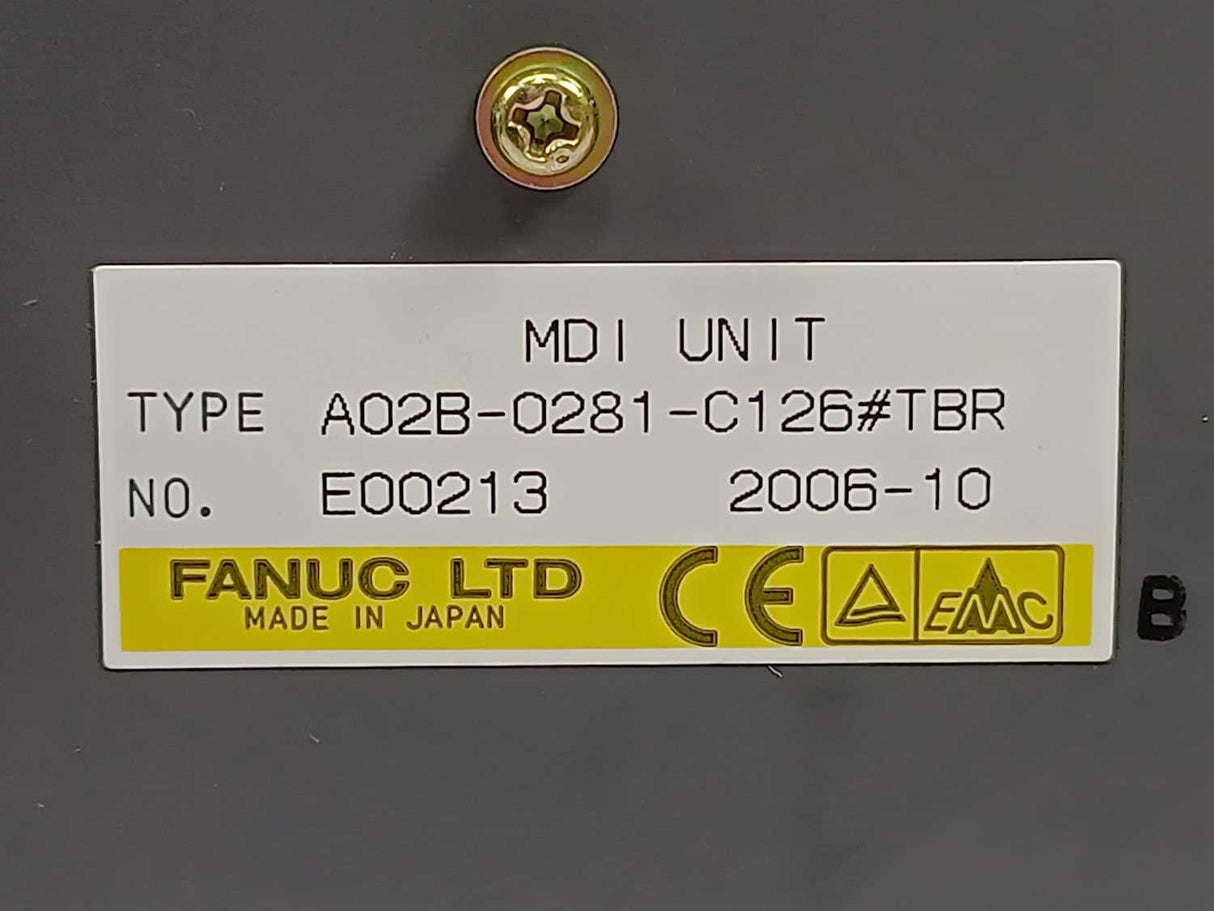 MDI UNIT
TYPE A02B-0281-C126#TBR
NO. E00213 2006-10
FANUC LTD
MADE IN JAPAN
CE
EMC
B